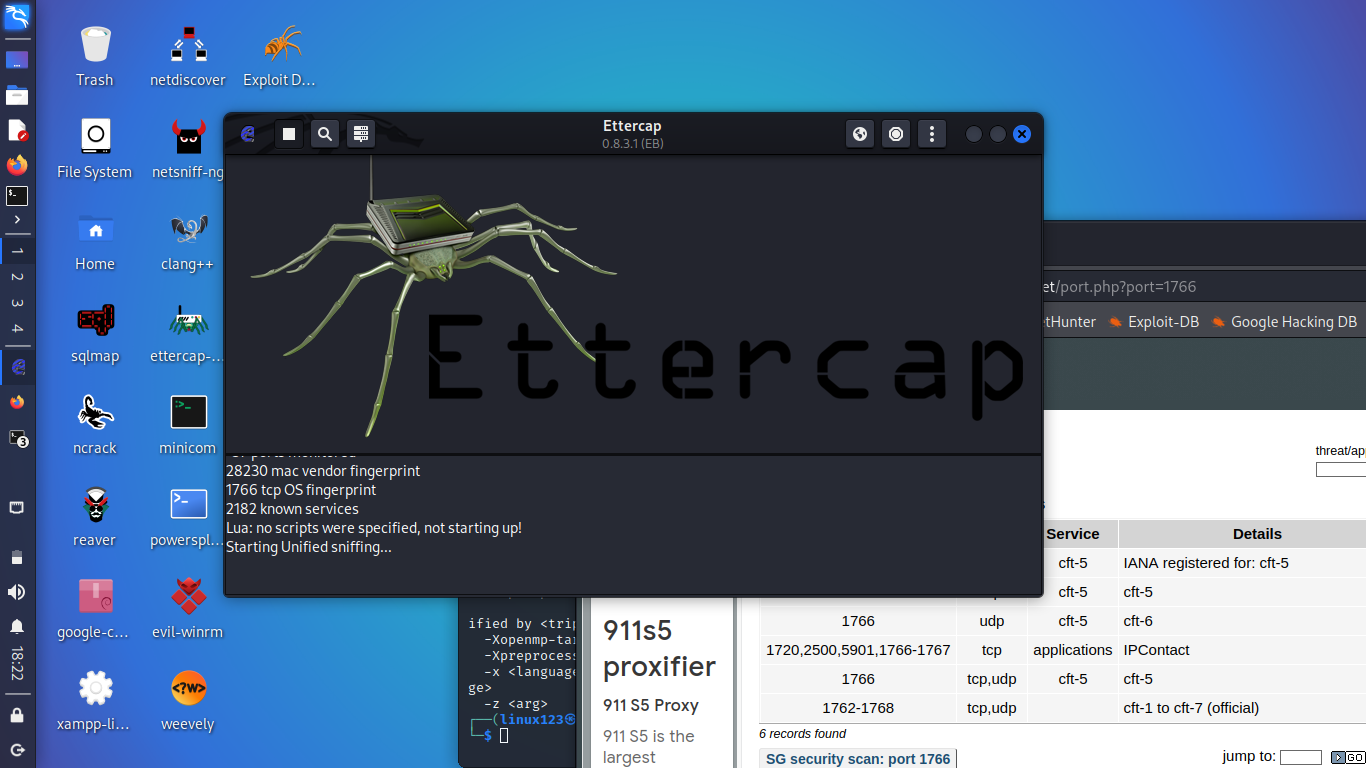 Trash
netdiscover
Exploit D...
File System
netsniff-ng
Home
clang++
sqlmap
ettercap-...
ncrack
minicom
reaver
powerspl...
google-c...
evil-winrm
xampp-li...
weevely
1
2
3
4
3
18:22
Ettercap
0.8.3.1 (EB)
Ettercap
ports monitored
28230 mac vendor fingerprint
1766 tcp OS fingerprint
2182 known services
Lua: no scripts were specified, not starting up!
Starting Unified sniffing...
et/port.php?port=1766
etHunter
Exploit-DB
Google Hacking DB
threat/ap
Service Details
cft-5 IANA registered for: cft-5
cft-5 cft-5
1766 udp cft-5 cft-6
1720,2500,5901,1766-1767 tcp applications IPContact
1766 tcp,udp cft-5 cft-5
1762-1768 tcp,udp cft-1 to cft-7 (official)
6 records found
SG security scan: port 1766
jump to:
GO
ified by <trip
-Xopenmp-tar
-Xpreprocess
-x <language
ge>
-z <arg>
(linux123
$
911s5
proxifier
911 S5 Proxy
911 S5 is the
largest